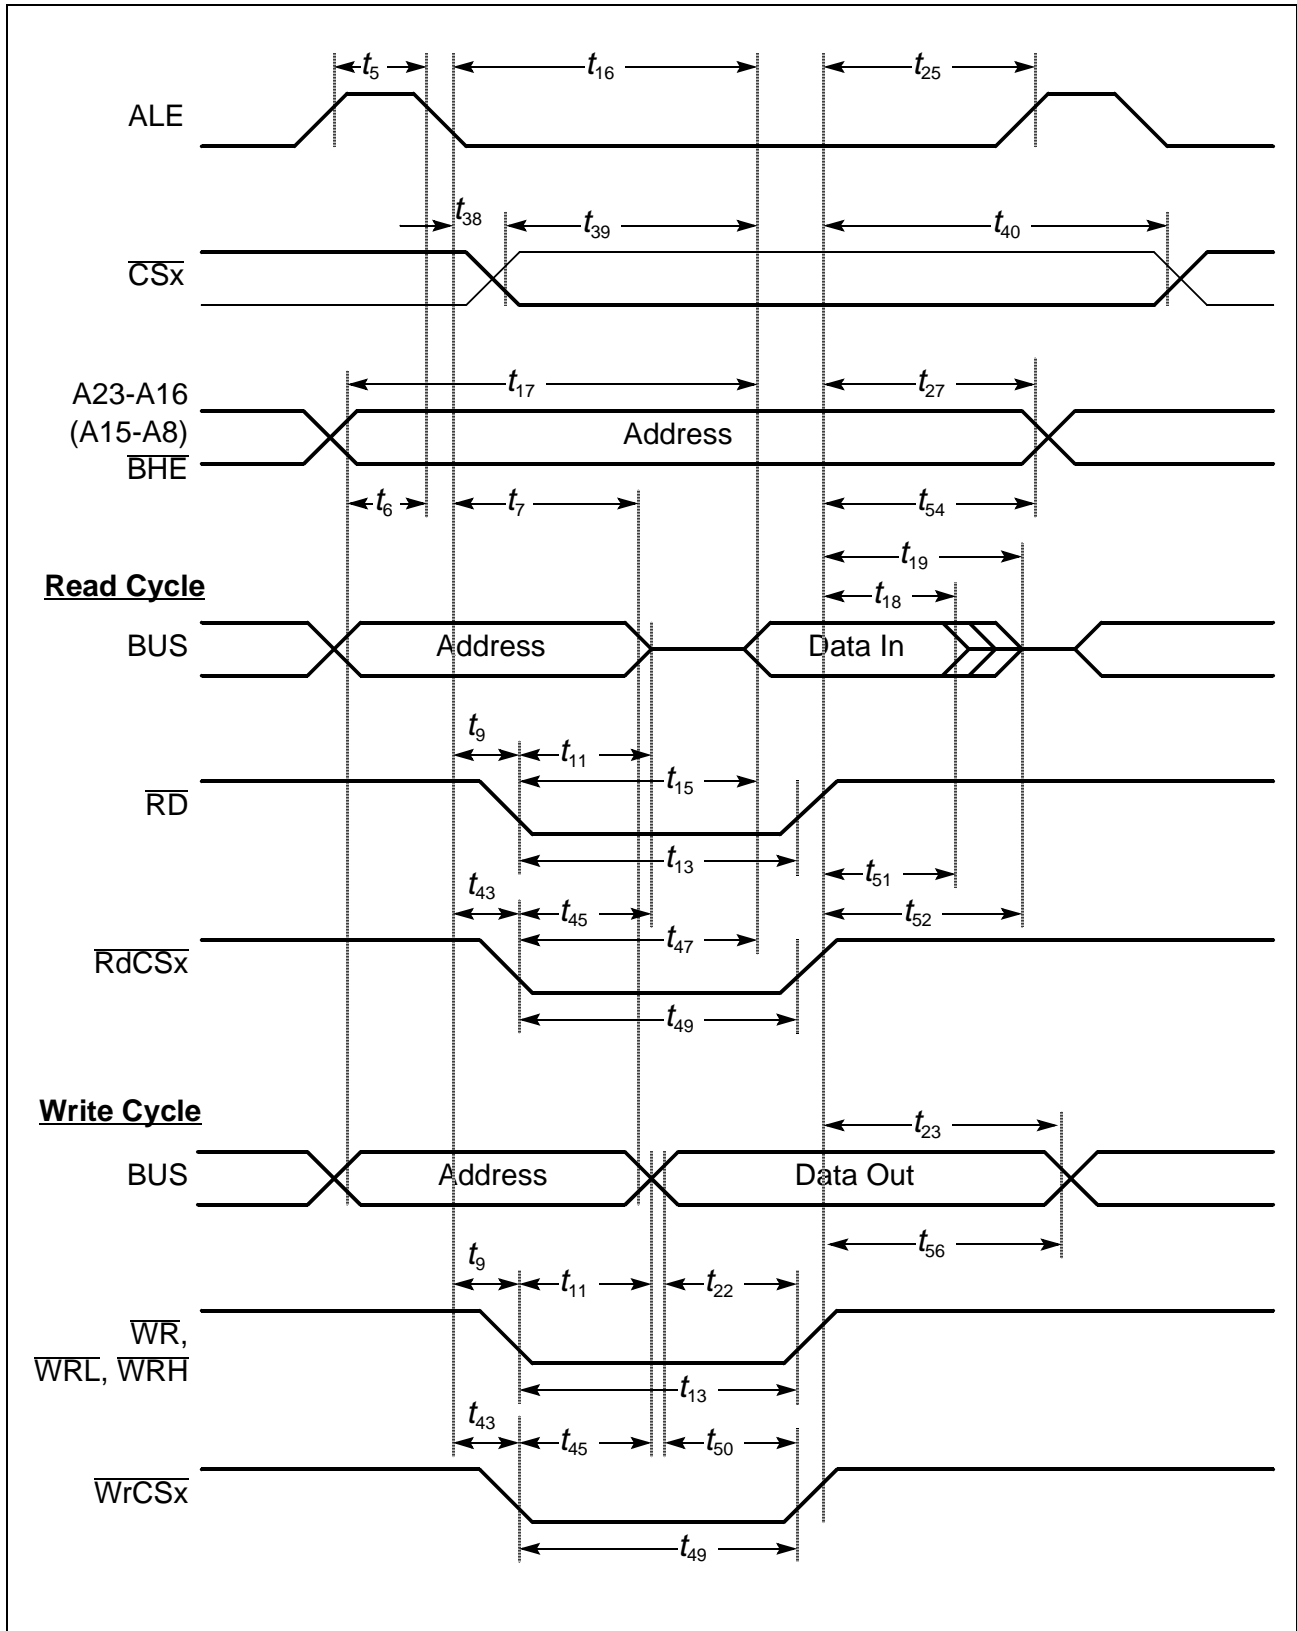 t5 t16 t25
ALE
t38 t39 t40
CSx
t17 t27
A23-A16
(A15-A8)
BHE
Address
t6 t7 t54
t19
Read Cycle
t18
BUS Address Data In
t9 t11
t15
RD
t13
t51
t43 t45 t52
t47
RdCSx
t49
Write Cycle
t23
BUS Address Data Out
t56
t9 t11 t22
WR,
WRL, WRH
t13
t43 t45 t50
WrCSx
t49